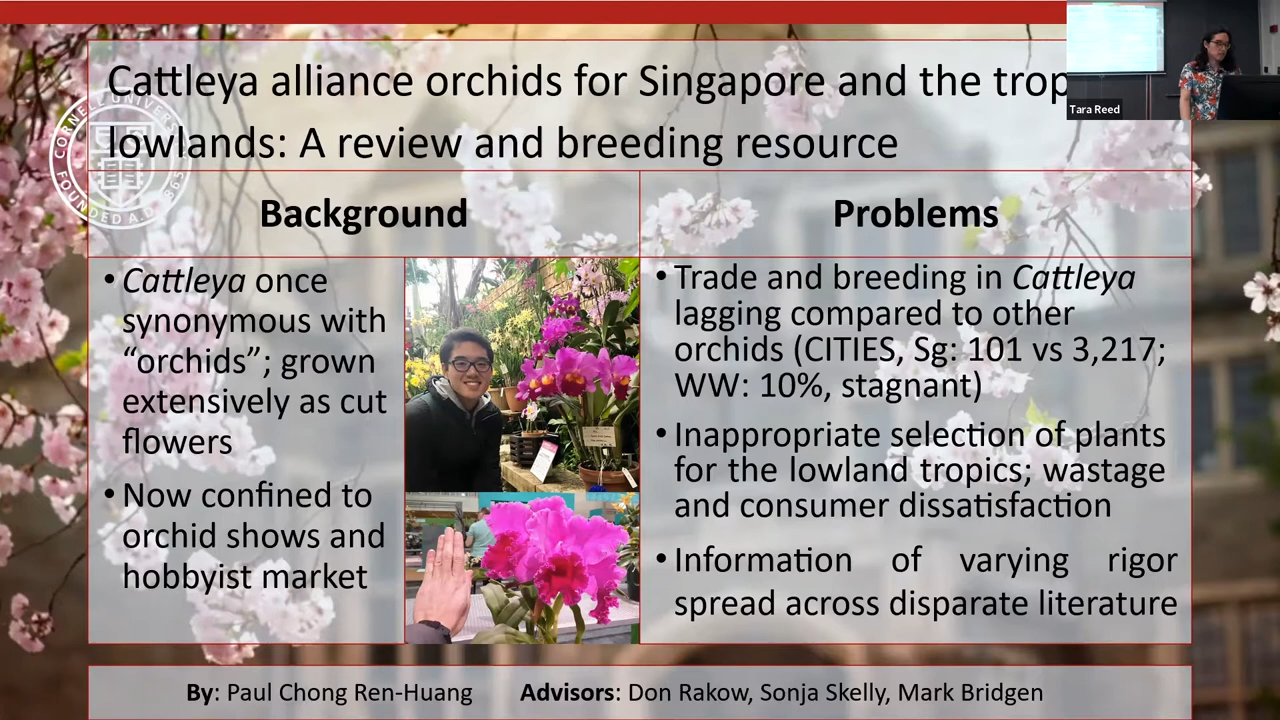 Cattleya alliance orchids for Singapore and the trop
lowlands: A review and breeding resource
Tara Reed
CORNELL UNIVER
FOUNDED A.D. 1865
Background
Problems
• Cattleya once
synonymous with
“orchids”; grown
extensively as cut
flowers
• Now confined to
orchid shows and
hobbyist market
• Trade and breeding in Cattleya
lagging compared to other
orchids (CITIES, Sg: 101 vs 3,217;
WW: 10%, stagnant)
• Inappropriate selection of plants
for the lowland tropics; wastage
and consumer dissatisfaction
• Information of varying rigor
spread across disparate literature
By: Paul Chong Ren-Huang Advisors: Don Rakow, Sonja Skelly, Mark Bridgen